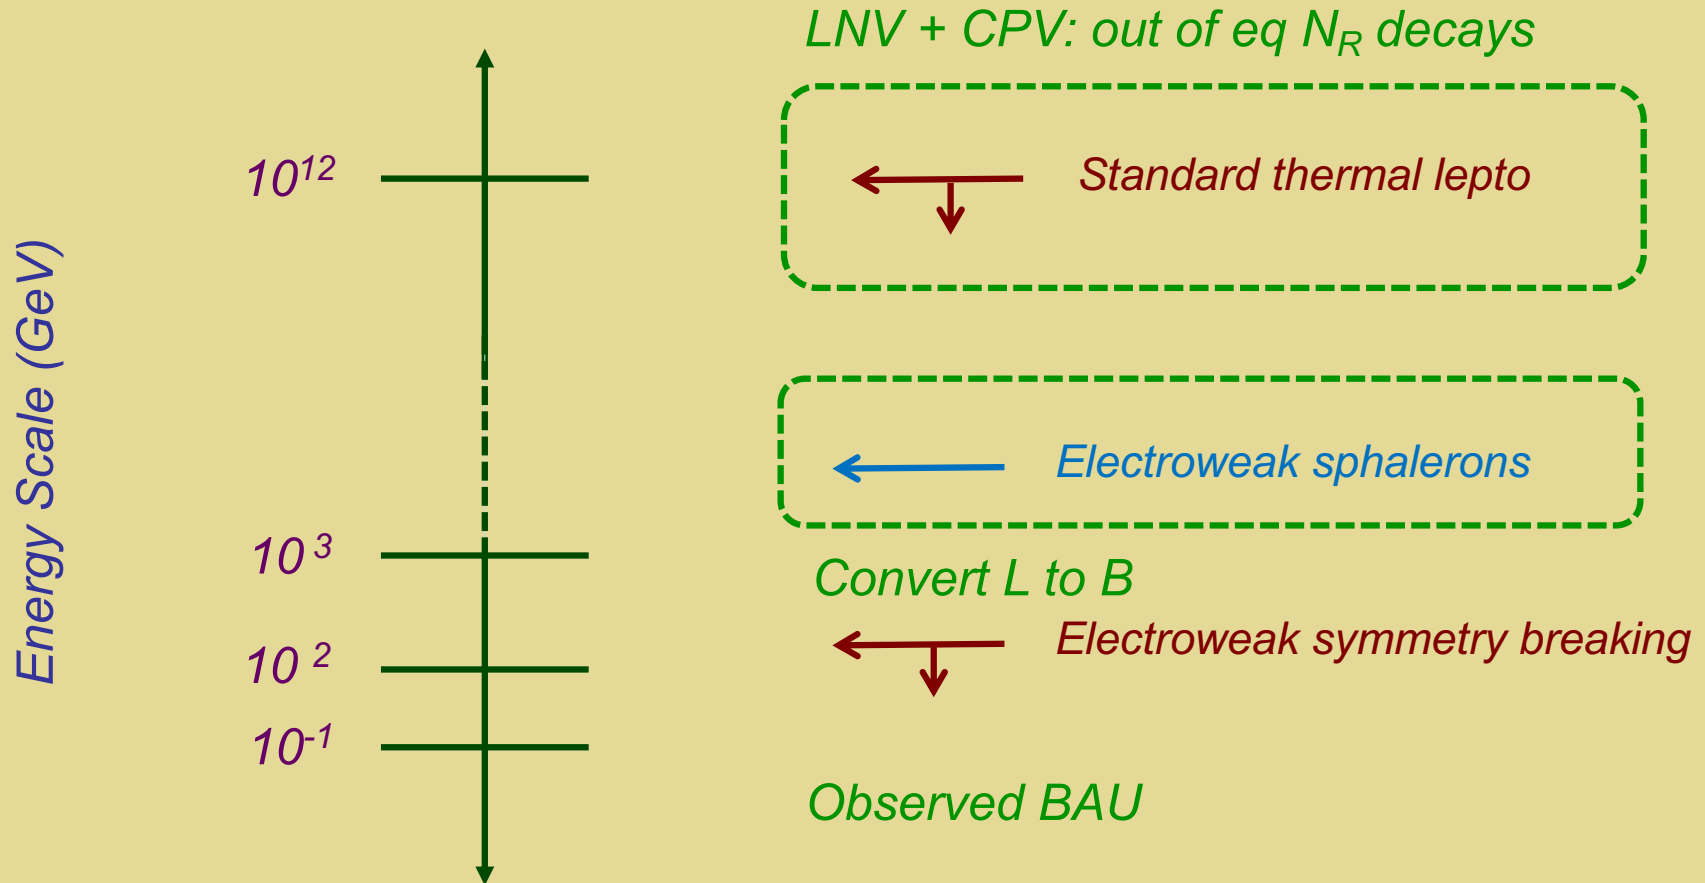 LNV + CPV: out of eq N_R decays
10^12
Standard thermal lepto
Energy Scale (GeV)
Electroweak sphalerons
10^3
Convert L to B
Electroweak symmetry breaking
10^2
10^-1
Observed BAU